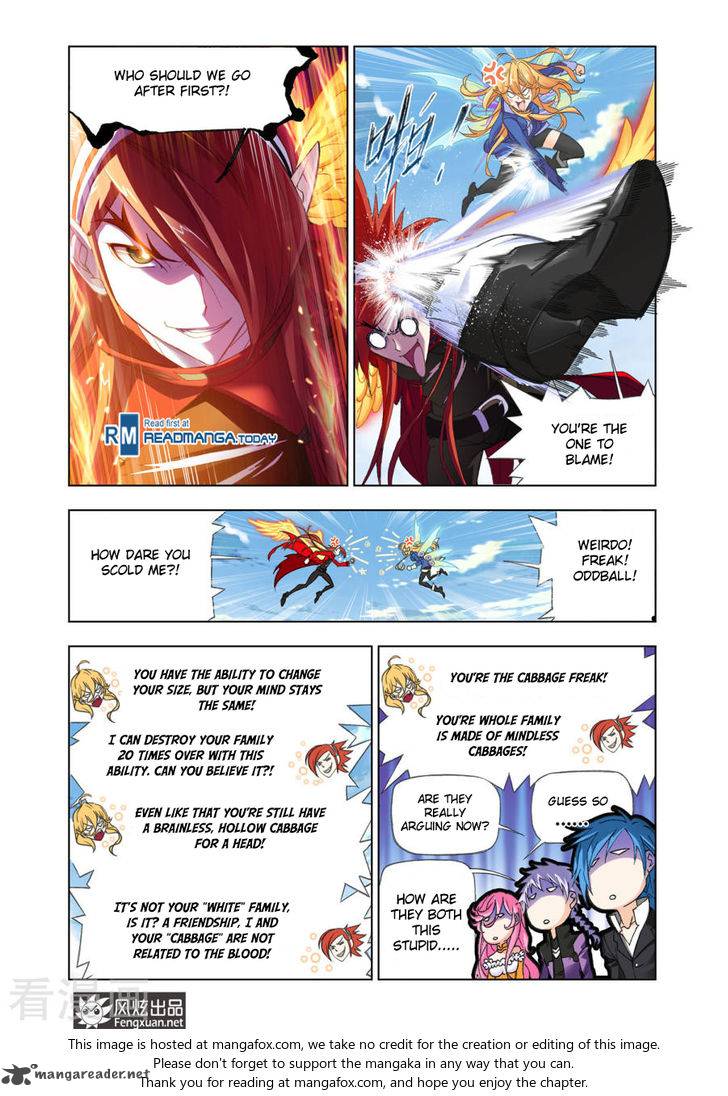 WHO SHOULD WE GO
AFTER FIRST?!
Read first at
RM READMANGA.TODAY
YOU'RE THE
ONE TO
BLAME!
HOW DARE YOU
SCOLD ME?!
WEIRDO!
FREAK!
ODDBALL!
YOU HAVE THE ABILITY TO CHANGE
YOUR SIZE, BUT YOUR MIND STAYS
THE SAME!
I CAN DESTROY YOUR FAMILY
20 TIMES OVER WITH THIS
ABILITY. CAN YOU BELIEVE IT?!
EVEN LIKE THAT YOU'RE STILL HAVE
A BRAINLESS, HOLLOW CABBAGE
FOR A HEAD!
IT'S NOT YOUR "WHITE" FAMILY,
IS IT? A FRIENDSHIP, I AND
YOUR "CABBAGE" ARE NOT
RELATED TO THE BLOOD!
YOU'RE THE CABBAGE FREAK!
YOU'RE WHOLE FAMILY
IS MADE OF MINDLESS
CABBAGES!
ARE THEY
REALLY
ARGUING NOW?
GUESS SO
......
HOW ARE
THEY BOTH
THIS
STUPID.....
看漫画
风炫出品
Fengxuan.net
This image is hosted at mangafox.com, we take no credit for the creation or editing of this image.
Please don't forget to support the mangaka in any way that you can.
mangareader.net
Thank you for reading at mangafox.com, and hope you enjoy the chapter.